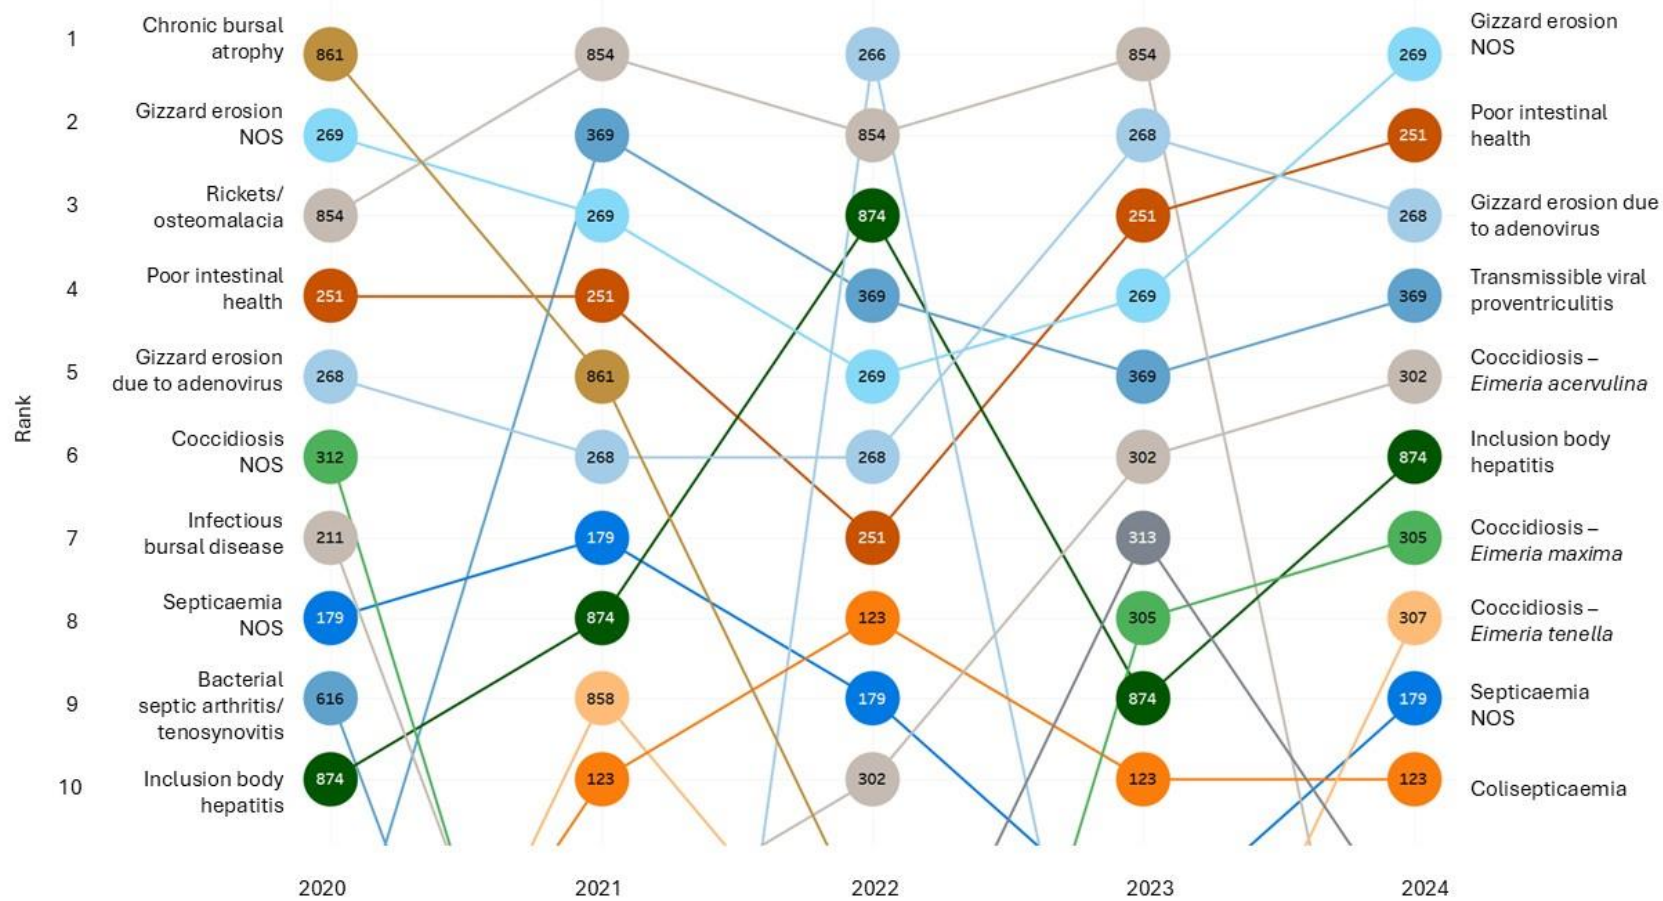 1
2
3
4
5
6
7
8
9
10
Rank
Chronic bursal
atrophy
Gizzard erosion
NOS
Rickets/
osteomalacia
Poor intestinal
health
Gizzard erosion
due to adenovirus
Coccidiosis
NOS
Infectious
bursal disease
Septicaemia
NOS
Bacterial
septic arthritis/
tenosynovitis
Inclusion body
hepatitis
861 854 266 854 269
269 369 854 268 251
854 269 874 251 268
251 251 369 269 369
268 861 269 369 302
312 268 268 302 874
211 179 251 313 305
179 874 123 305 307
616 858 179 874 179
874 123 302 123 123
Gizzard erosion
NOS
Poor intestinal
health
Gizzard erosion due
to adenovirus
Transmissible viral
proventriculitis
Coccidiosis –
Eimeria acervulina
Inclusion body
hepatitis
Coccidiosis –
Eimeria maxima
Coccidiosis –
Eimeria tenella
Septicaemia
NOS
Colisepticaemia
2020 2021 2022 2023 2024